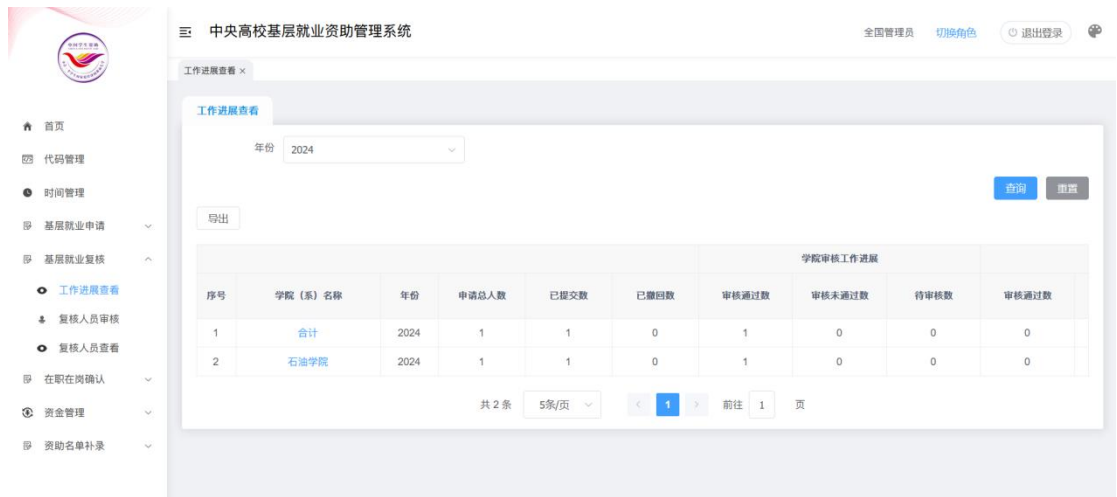 中央高校基层就业资助管理系统
全国管理员 切换角色 退出登录
工作进展查看 ×
首页
代码管理
时间管理
基层就业申请
基层就业复核
工作进展查看
复核人员审核
复核人员查看
在职在岗确认
资金管理
资助名单补录
工作进展查看
年份 2024
查询 重置
导出
学院审核工作进展
序号 学院（系）名称 年份 申请总人数 已提交数 已撤回数 审核通过数 审核未通过数 待审核数 审核通过数
1 合计 2024 1 1 0 1 0 0 0
2 石油学院 2024 1 1 0 1 0 0 0
共 2 条 5条/页 < 1 > 前往 1 页